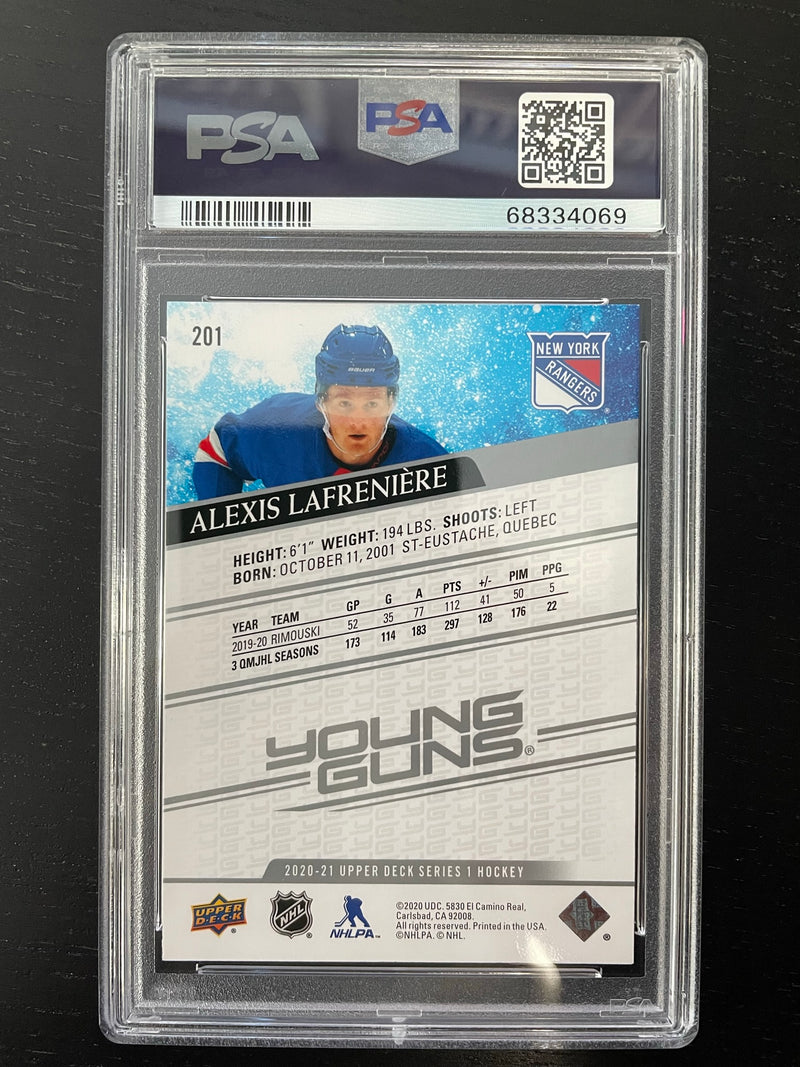 PSA
PSA
68334069
201
BAUER
NEW YORK
RANGERS
ALEXIS LAFRENIÈRE
HEIGHT: 6'1" WEIGHT: 194 LBS. SHOOTS: LEFT
BORN: OCTOBER 11, 2001 ST-EUSTACHE, QUEBEC
YEAR TEAM GP G A PTS +/- PIM PPG
2019-20 RIMOUSKI 52 35 77 112 41 50 5
3 QMJHL SEASONS 173 114 183 297 128 176 22
YOUNG
GUNS®
2020-21 UPPER DECK SERIES 1 HOCKEY
UPPER
D·E·C·K®
NHL®
NHLPA™
©2020 UDC. 5830 El Camino Real,
Carlsbad, CA 92008.
All rights reserved. Printed in the USA.
©NHLPA. © NHL.
®
PSA